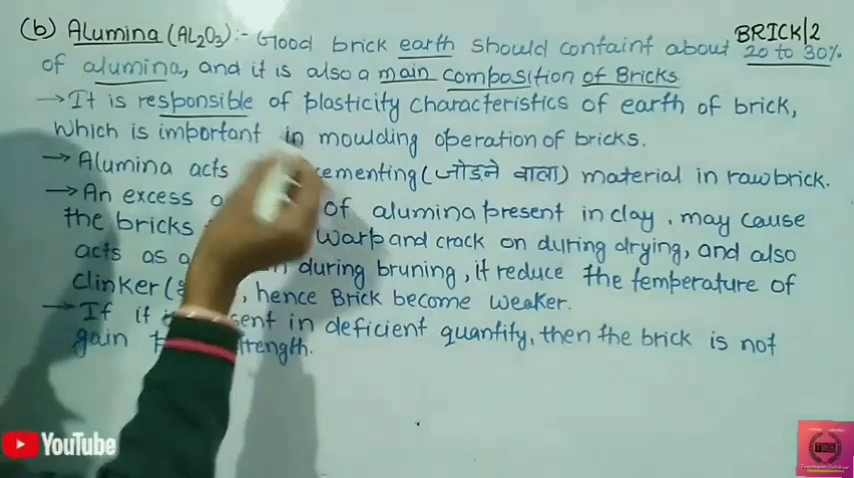 BRICK/2
(b) Alumina (AL2O3):- Good brick earth should containt about 20 to 30%
of alumina, and it is also a main composition of Bricks
→ It is responsible of plasticity characteristics of earth of brick,
Which is important in moulding operation of bricks.
→ Alumina acts cementing (जोड़ने वाला) material in raw brick.
→ An excess of alumina present in clay, may cause
the bricks warp and crack on during drying, and also
acts as a during bruning, it reduce the temperature of
clinker ( , hence Brick become weaker.
→ If it in deficient quantity, then the brick is not
gain strength.
YouTube
TWB